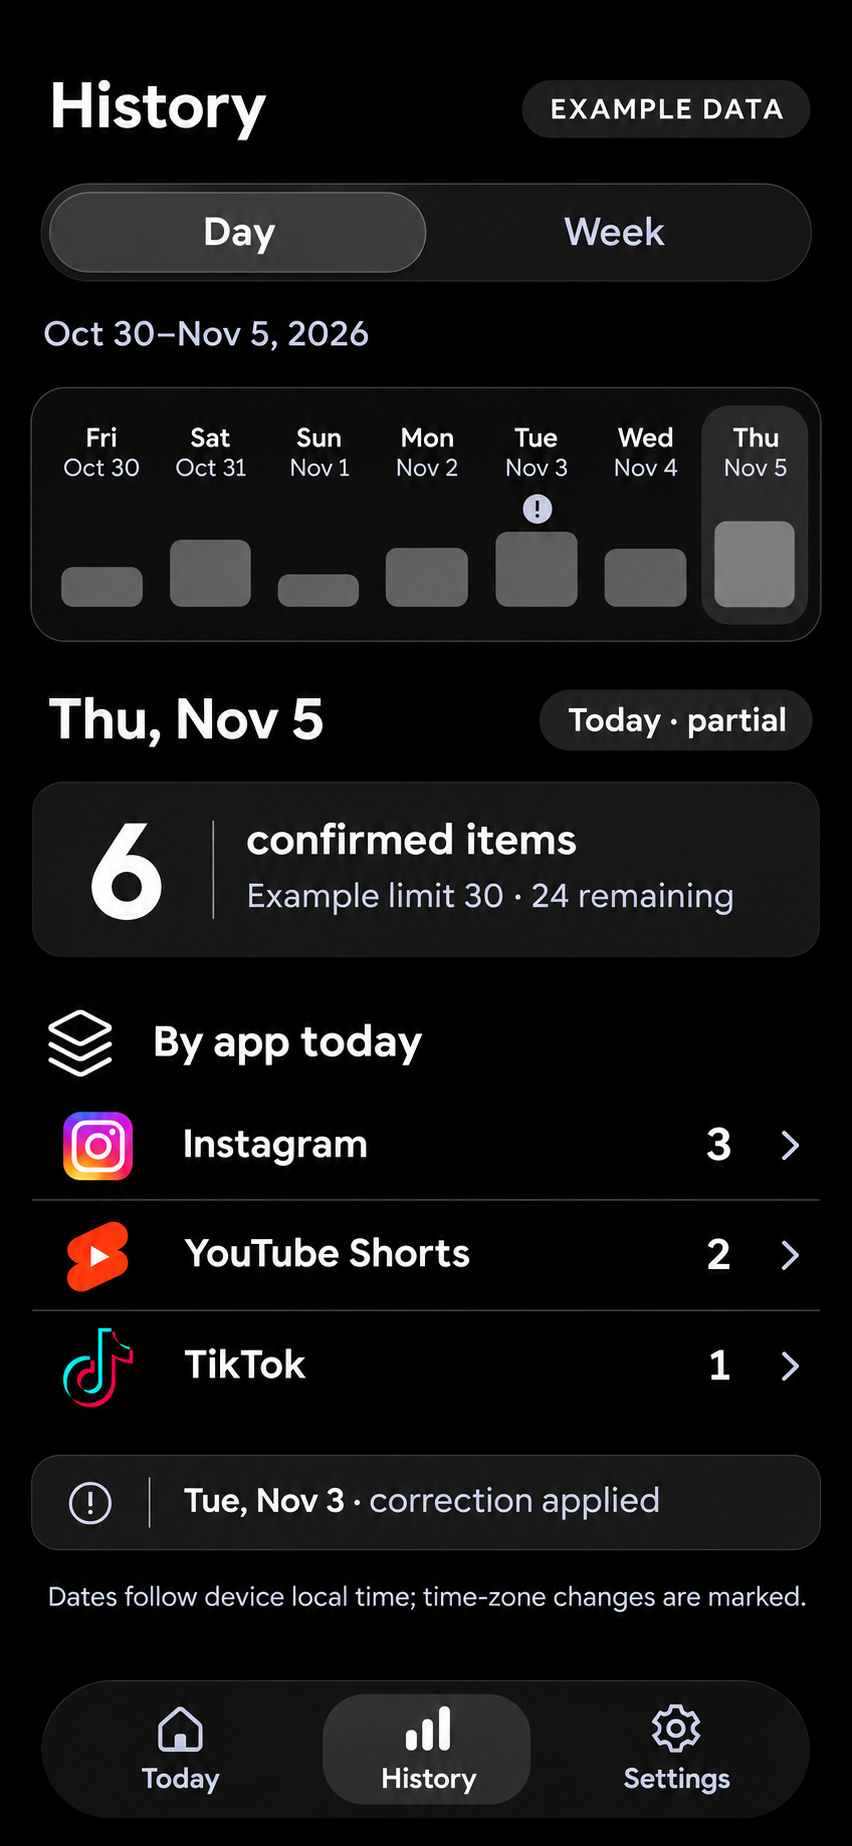 History
EXAMPLE DATA
Day
Week
Oct 30–Nov 5, 2026
Fri
Oct 30
Sat
Oct 31
Sun
Nov 1
Mon
Nov 2
Tue
Nov 3
Wed
Nov 4
Thu
Nov 5
Thu, Nov 5
Today · partial
6
confirmed items
Example limit 30 · 24 remaining
By app today
Instagram 3
YouTube Shorts 2
TikTok 1
Tue, Nov 3 · correction applied
Dates follow device local time; time-zone changes are marked.
Today
History
Settings